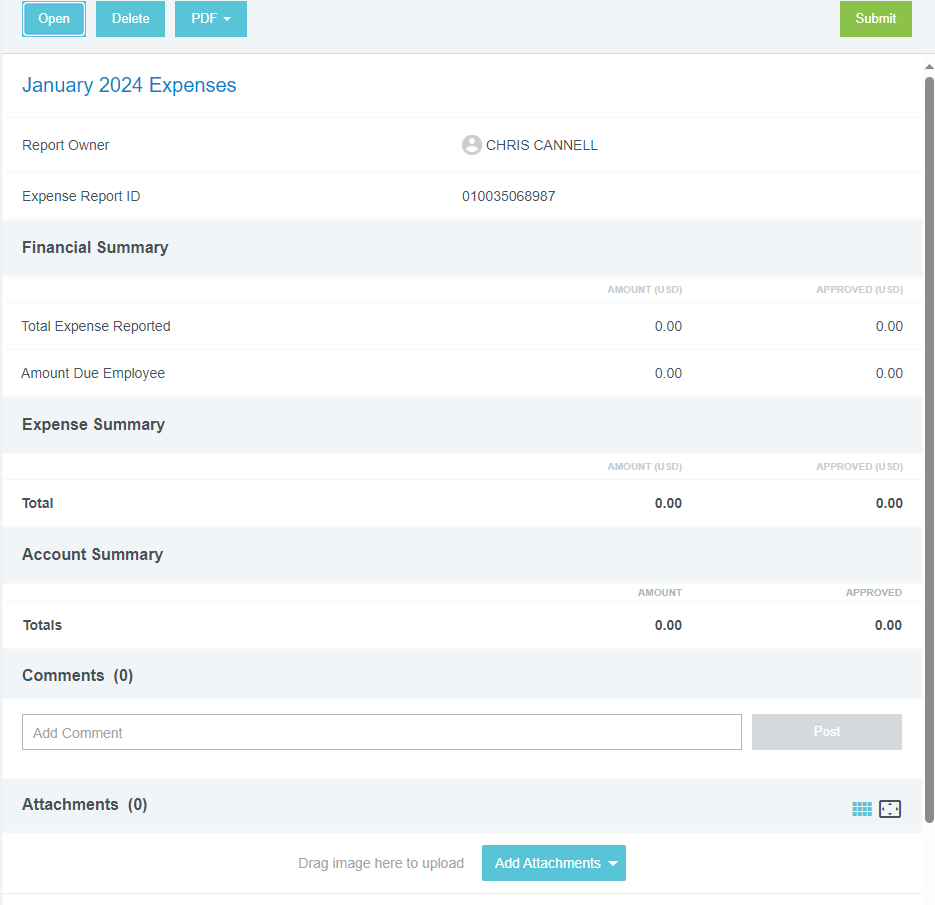 Open Delete PDF Submit
January 2024 Expenses
Report Owner CHRIS CANNELL
Expense Report ID 010035068987
Financial Summary
AMOUNT (USD) APPROVED (USD)
Total Expense Reported 0.00 0.00
Amount Due Employee 0.00 0.00
Expense Summary
AMOUNT (USD) APPROVED (USD)
Total 0.00 0.00
Account Summary
AMOUNT APPROVED
Totals 0.00 0.00
Comments (0)
Add Comment Post
Attachments (0)
Drag image here to upload Add Attachments